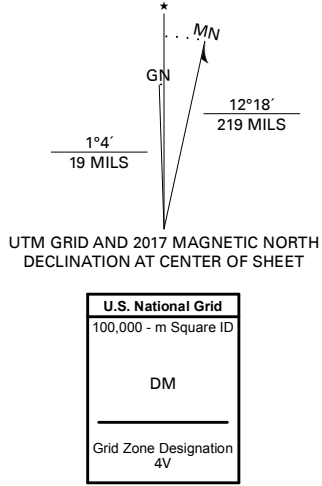 ★
MN
GN
12°18´
219 MILS
1°4´
19 MILS
UTM GRID AND 2017 MAGNETIC NORTH
DECLINATION AT CENTER OF SHEET
U.S. National Grid
100,000 - m Square ID
DM
Grid Zone Designation
4V